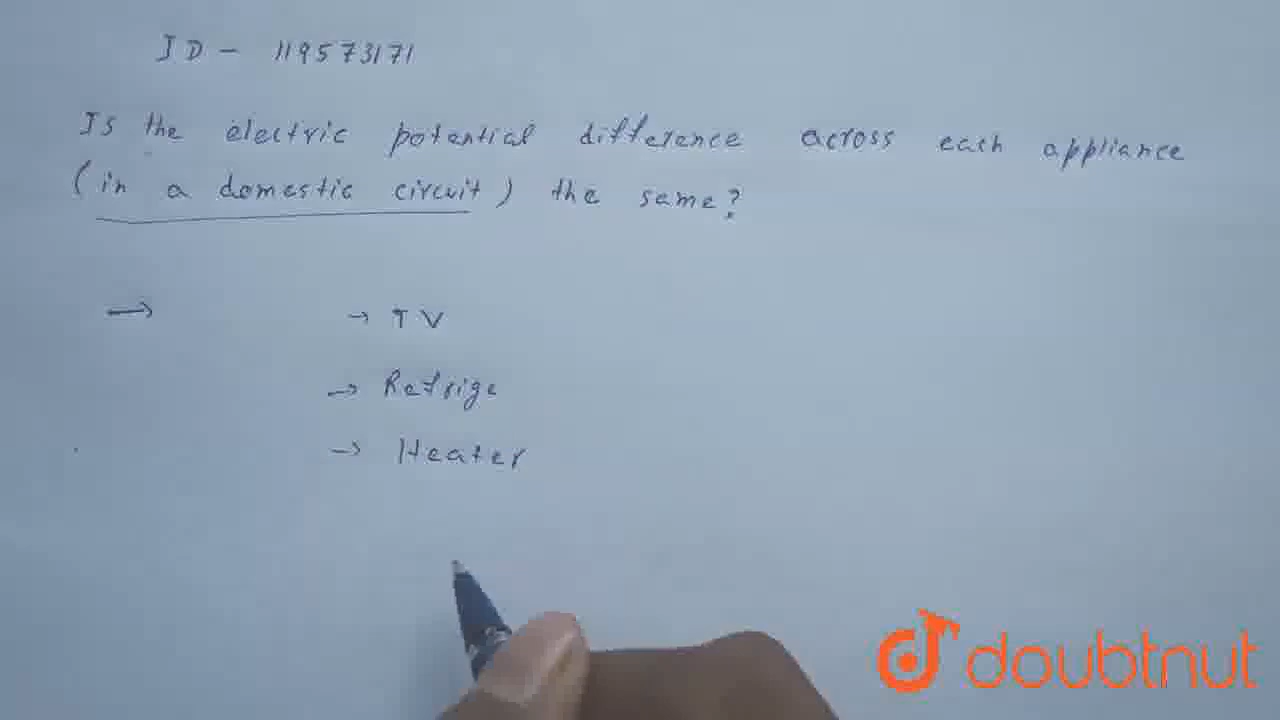 ID - 119573171
Is the electric potential difference across each appliance
(in a domestic circuit) the same?
→ → TV
→ Refrige
→ Heater
doubtnut